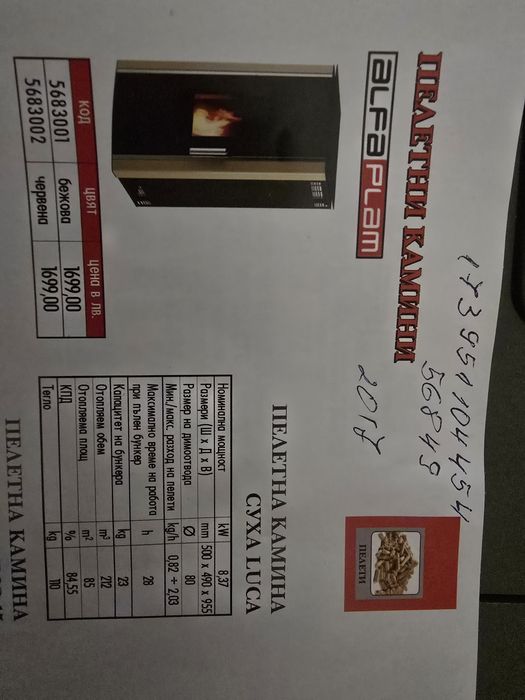 1739511044454
56849
2017
ПЕЛЕТНИ КАМИНИ
ALFAPLAM
ПЕЛЕТИ
код цвят цена в лв.
5683001 бежова 1699,00
5683002 червена 1699,00
ПЕЛЕТНА КАМИНА
СУХА LUCA
Номинална мощност kW 8,37
Размери (Ш x Д x В) mm 500 x 490 x 955
Размер на димоотвода Ø 80
Мин./макс. разход на пелети kg/h 0,82 ÷ 2,03
Максимално време на работа
при пълен бункер h 28
Капацитет на бункера kg 23
Отопляем обем m³ 212
Отопляема площ m² 85
КПД % 84,55
Тегло kg 110
ПЕЛЕТНА КАМИНА